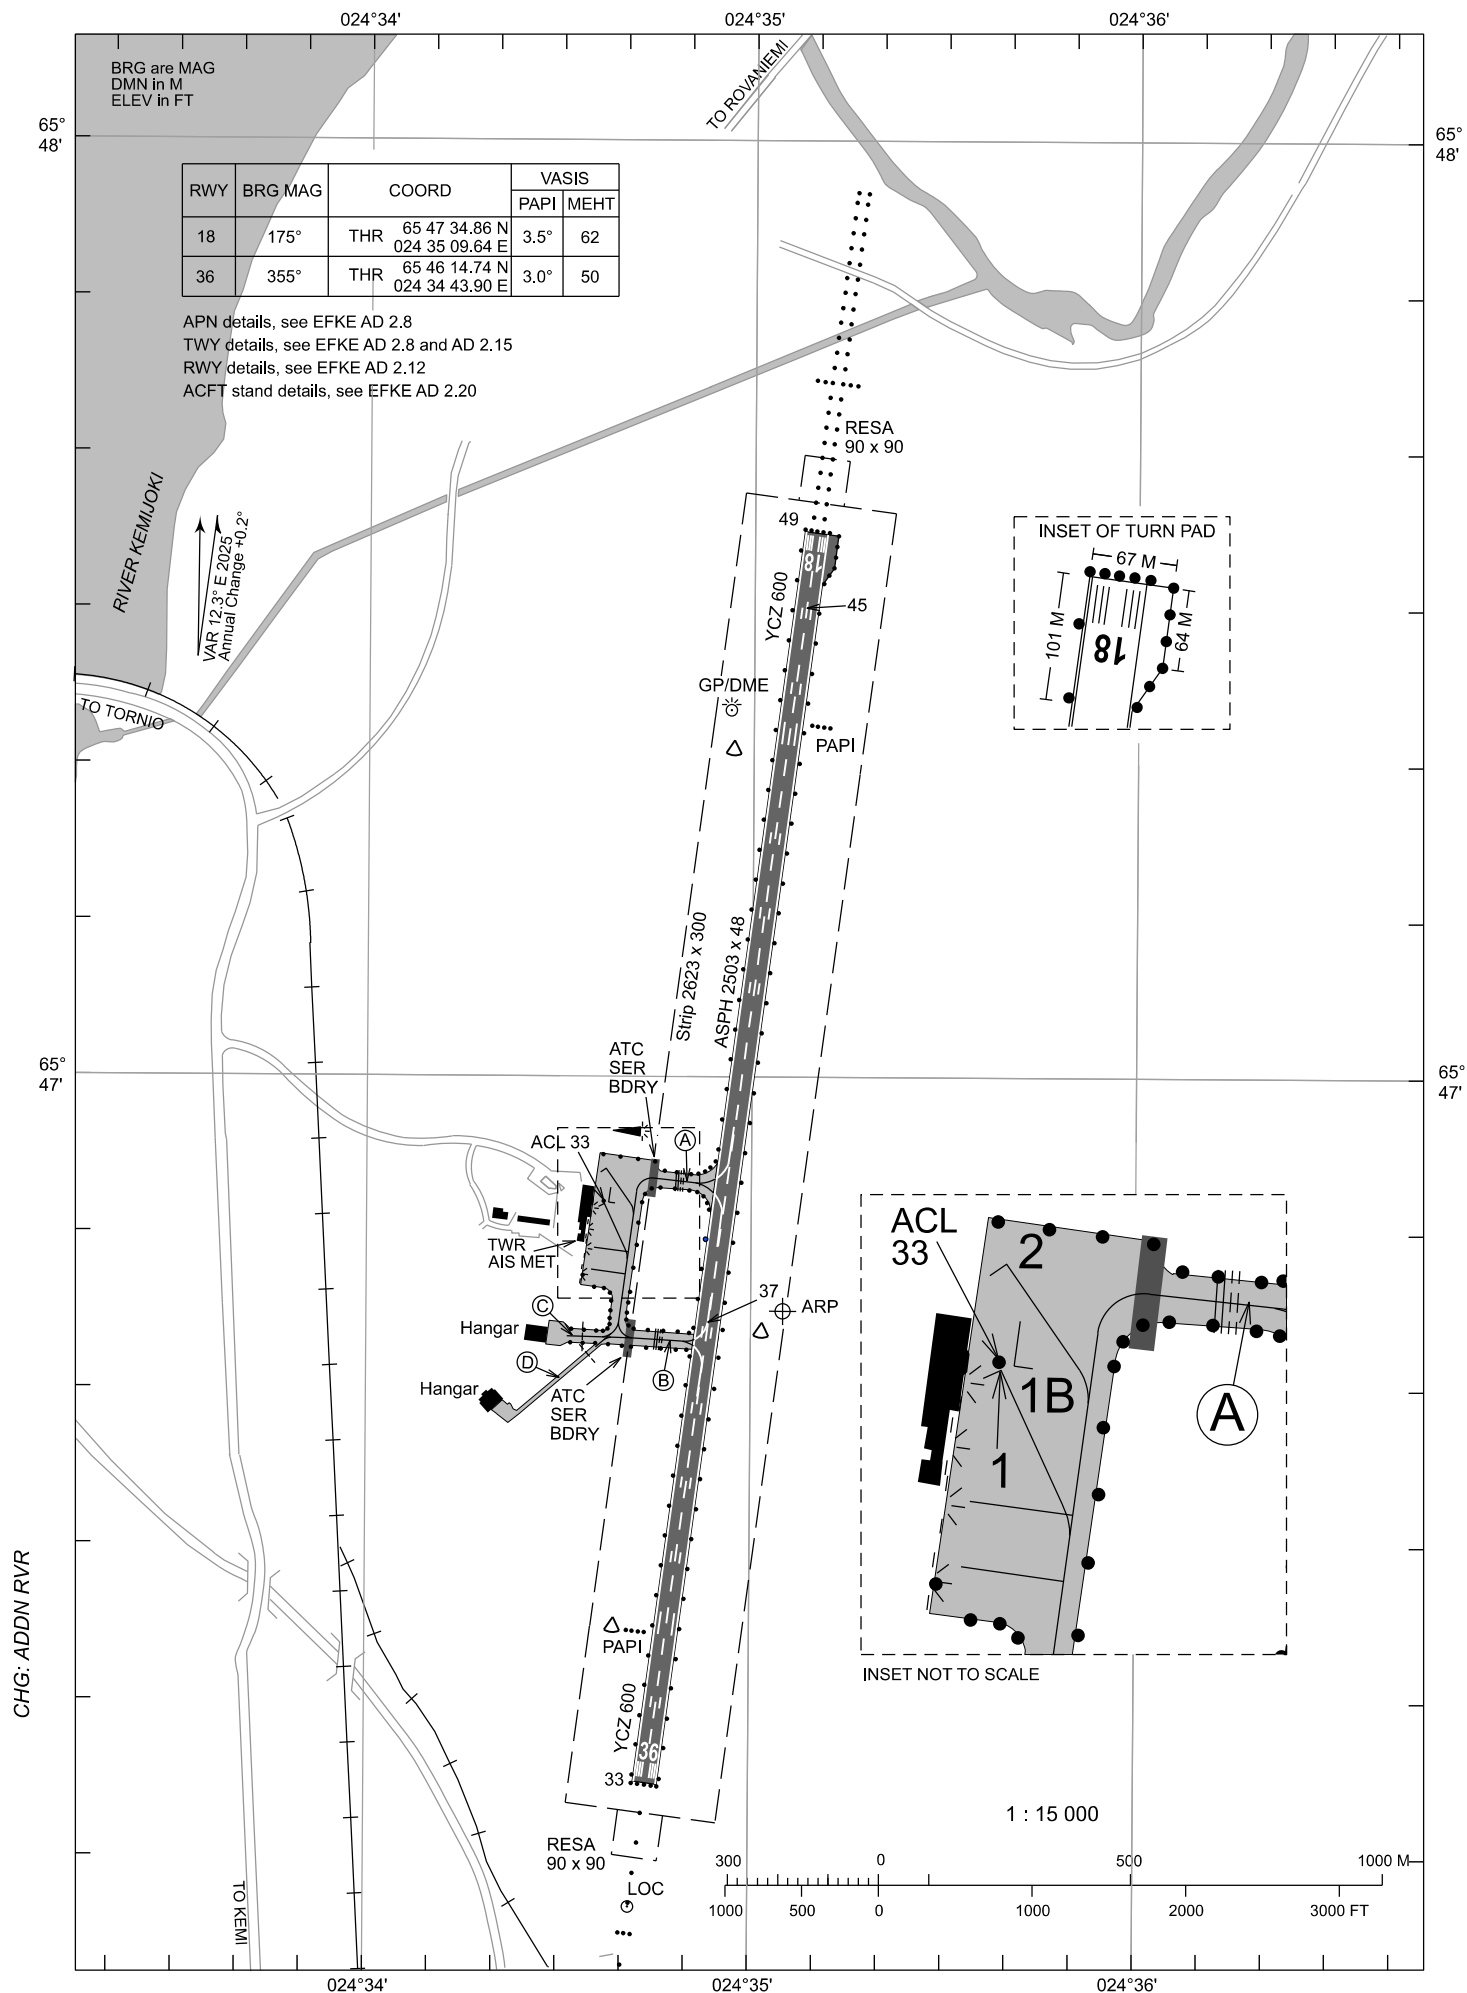 024°34'
024°35'
024°36'
BRG are MAG
DMN in M
ELEV in FT
TO ROVANIEMI
65°
48'
65°
48'
RWY BRG MAG COORD VASIS
PAPI MEHT
18 175° THR 65 47 34.86 N 3.5° 62
024 35 09.64 E
36 355° THR 65 46 14.74 N 3.0° 50
024 34 43.90 E
APN details, see EFKE AD 2.8
TWY details, see EFKE AD 2.8 and AD 2.15
RWY details, see EFKE AD 2.12
ACFT stand details, see EFKE AD 2.20
RESA
90 x 90
RIVER KEMIJOKI
VAR 12.3° E 2025
Annual Change +0.2°
49
18
YCZ 600
45
INSET OF TURN PAD
67 M
101 M
64 M
18
GP/DME
PAPI
TO TORNIO
Strip 2623 x 300
ASPH 2503 x 48
65°
47'
65°
47'
ATC
SER
BDRY
ACL 33
A
TWR
AIS MET
37
ARP
C
Hangar
D
B
Hangar
ATC
SER
BDRY
ACL
33
2
1B
1
A
INSET NOT TO SCALE
PAPI
YCZ 600
36
33
CHG: ADDN RVR
1 : 15 000
RESA
90 x 90
LOC
300 0 500 1000 M
1000 500 0 1000 2000 3000 FT
TO KEMI
024°34'
024°35'
024°36'